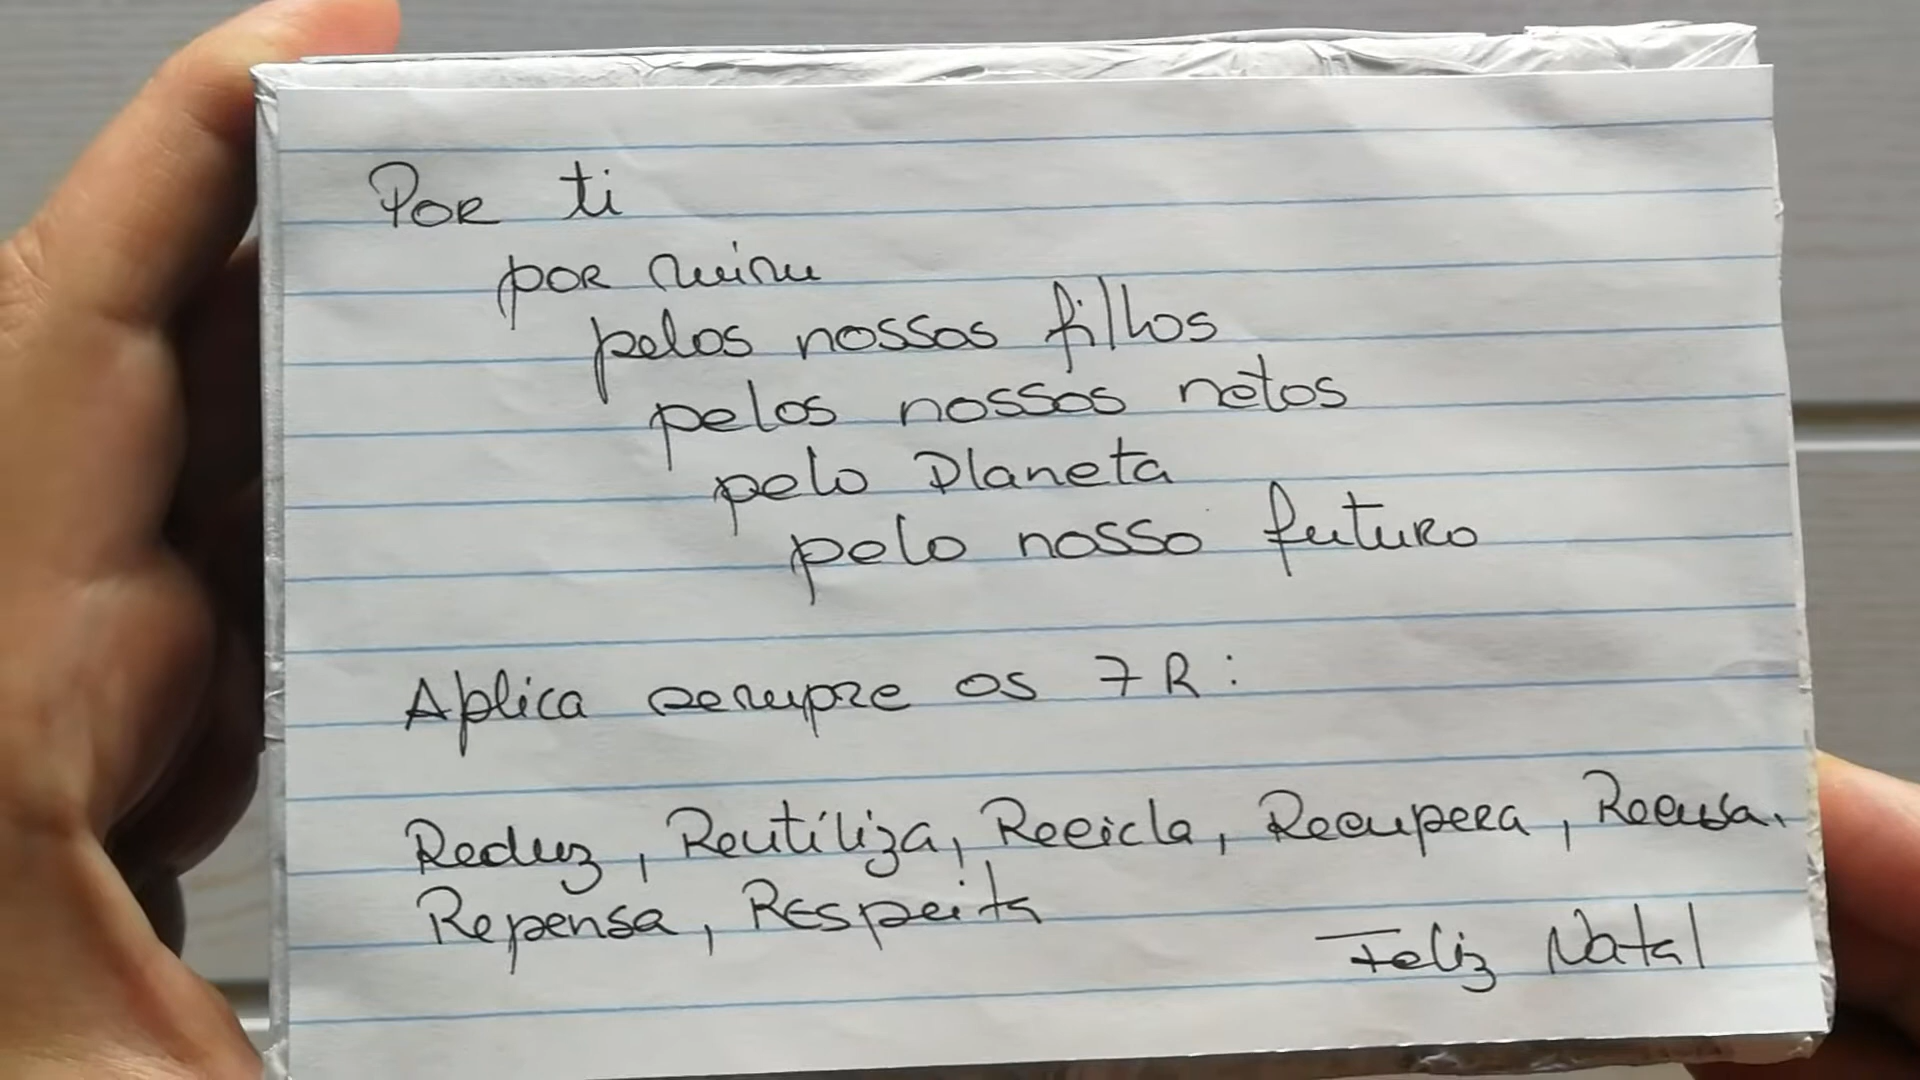 Por ti
por mim
pelos nossos filhos
pelos nossos netos
pelo Planeta
pelo nosso futuro
Aplica sempre os 7 R:
Reduz, Reutiliza, Recicla, Recupera, Recusa,
Repensa, Respeita
Feliz Natal